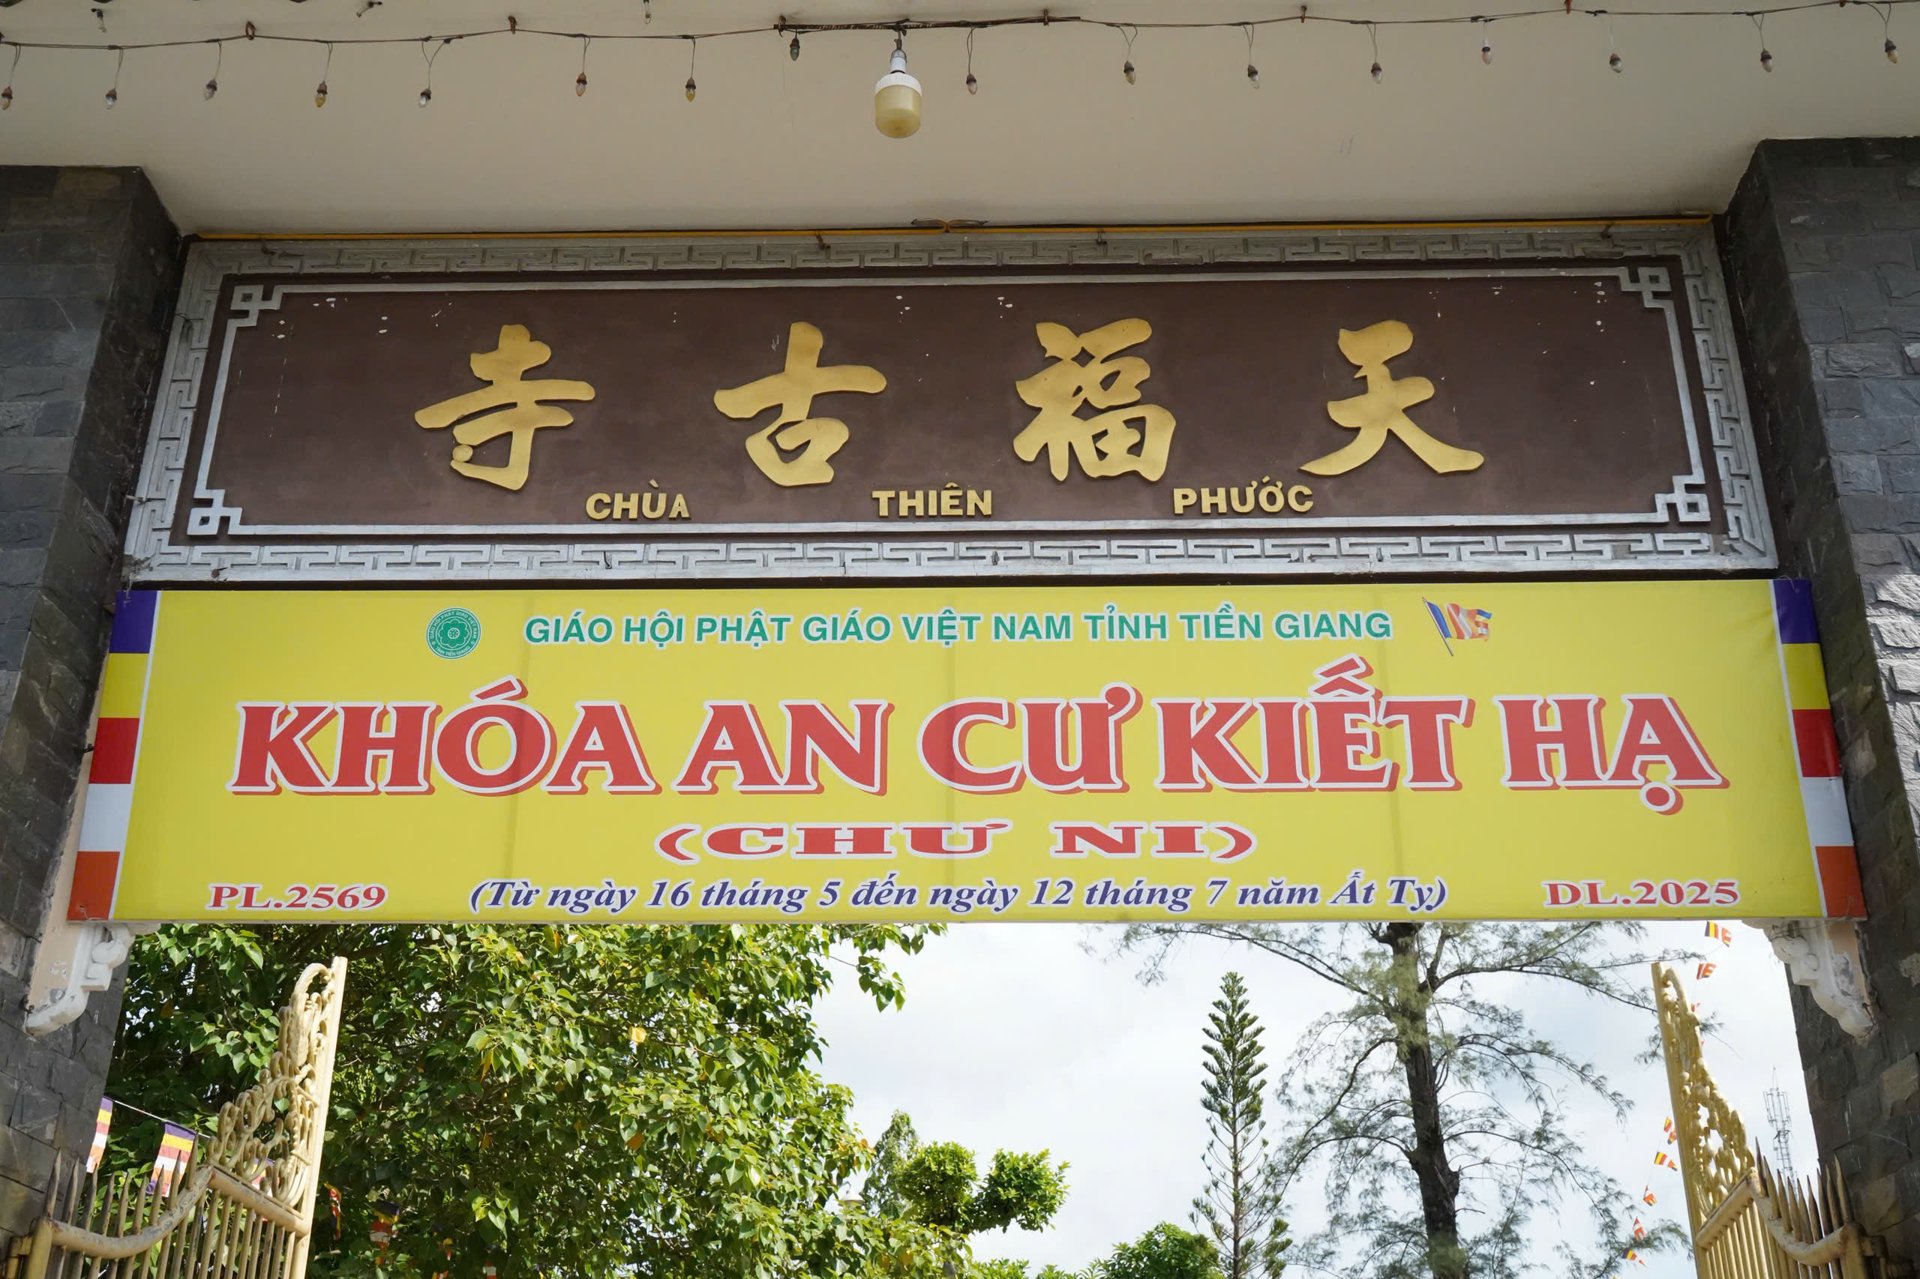 寺古福天
CHÙA THIÊN PHƯỚC
GIÁO HỘI PHẬT GIÁO VIỆT NAM TỈNH TIỀN GIANG
KHÓA AN CƯ KIẾT HẠ
(CHƯ NI)
PL.2569 (Từ ngày 16 tháng 5 đến ngày 12 tháng 7 năm Ất Tỵ) DL.2025